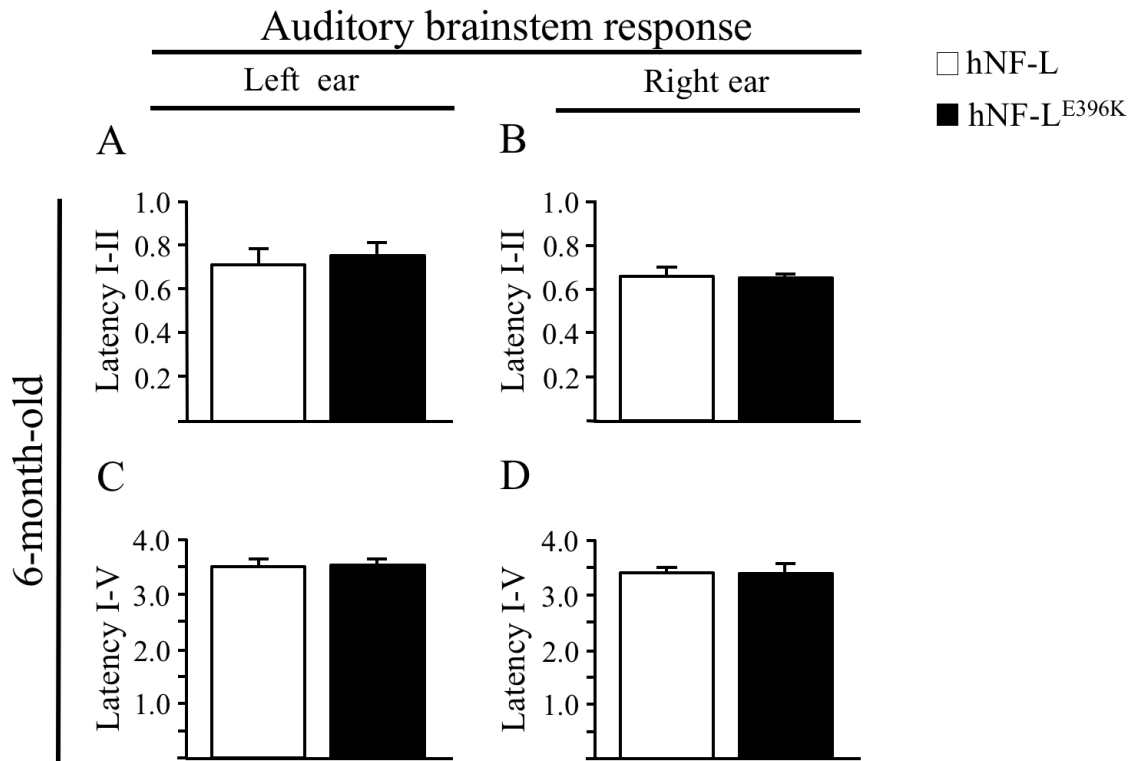 Auditory brainstem response
Left ear
Right ear
hNF-L
hNF-L^E396K
6-month-old
A
Latency I-II
1.0
0.8
0.6
0.4
0.2
B
Latency I-II
1.0
0.8
0.6
0.4
0.2
C
Latency I-V
4.0
3.0
2.0
1.0
D
Latency I-V
4.0
3.0
2.0
1.0